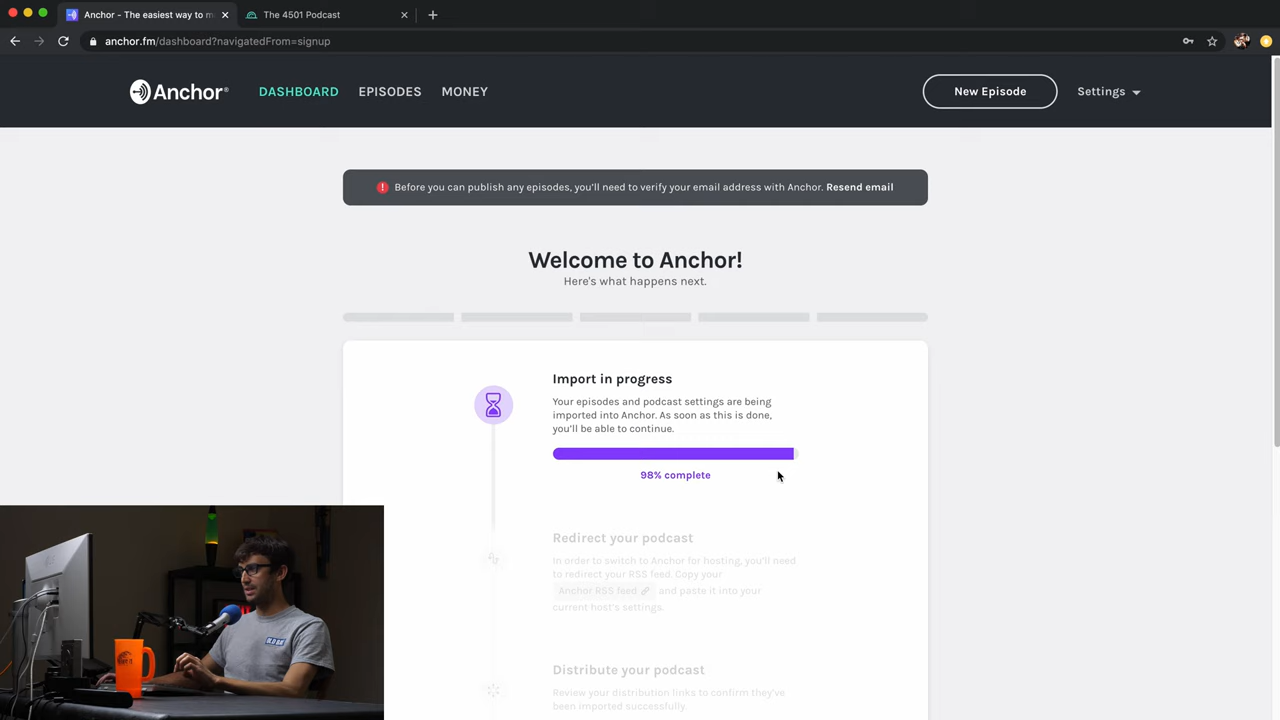 Anchor - The easiest way to m
The 4501 Podcast
anchor.fm/dashboard?navigatedFrom=signup
Anchor®
DASHBOARD
EPISODES
MONEY
New Episode
Settings
Before you can publish any episodes, you'll need to verify your email address with Anchor. Resend email
Welcome to Anchor!
Here's what happens next.
Import in progress
Your episodes and podcast settings are being
imported into Anchor. As soon as this is done,
you'll be able to continue.
98% complete
Redirect your podcast
In order to switch to Anchor for hosting, you'll need
to redirect your RSS feed. Copy your
Anchor RSS feed and paste it into your
current host's settings.
Distribute your podcast
Review your distribution links to confirm they've
been imported successfully.